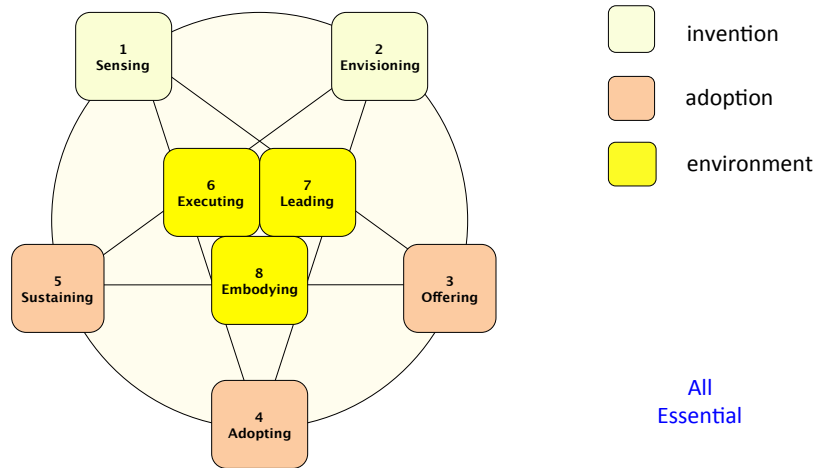 1
Sensing
2
Envisioning
6
Executing
7
Leading
8
Embodying
5
Sustaining
3
Offering
4
Adopting
invention
adoption
environment
All
Essential